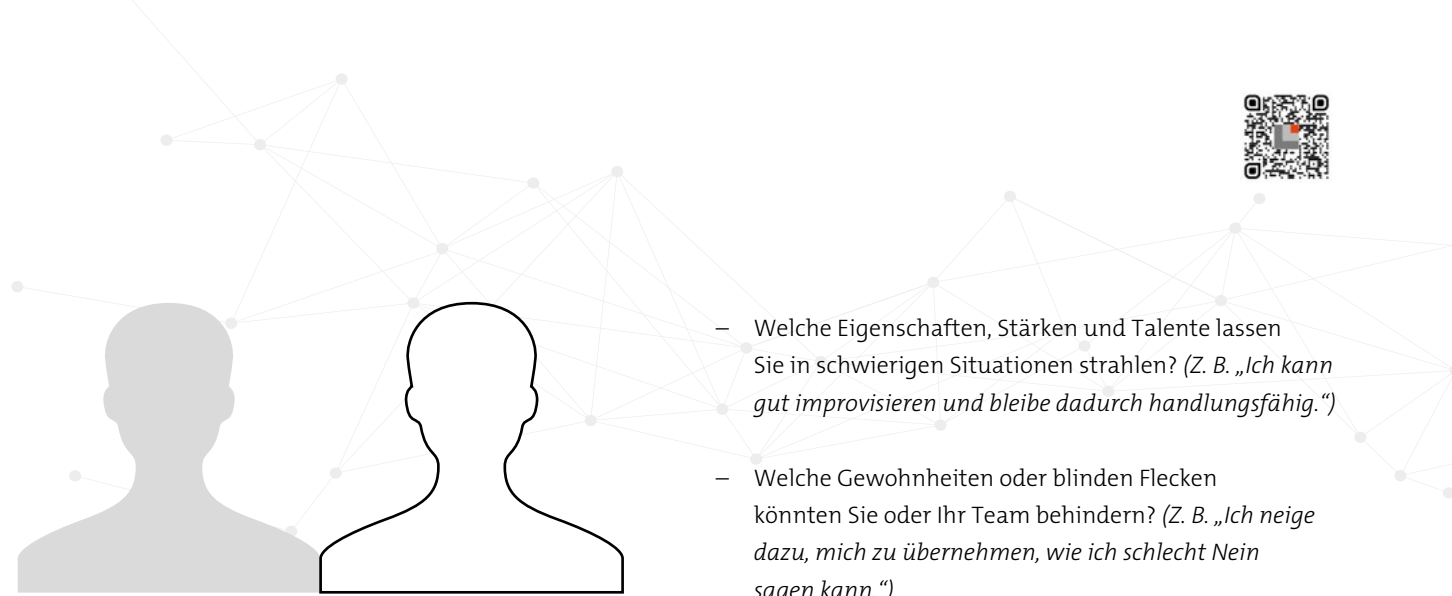 – Welche Eigenschaften, Stärken und Talente lassen
Sie in schwierigen Situationen strahlen? (Z. B. „Ich kann
gut improvisieren und bleibe dadurch handlungsfähig.“)
– Welche Gewohnheiten oder blinden Flecken
könnten Sie oder Ihr Team behindern? (Z. B. „Ich neige
dazu, mich zu übernehmen, wie ich schlecht Nein
sagen kann.“)